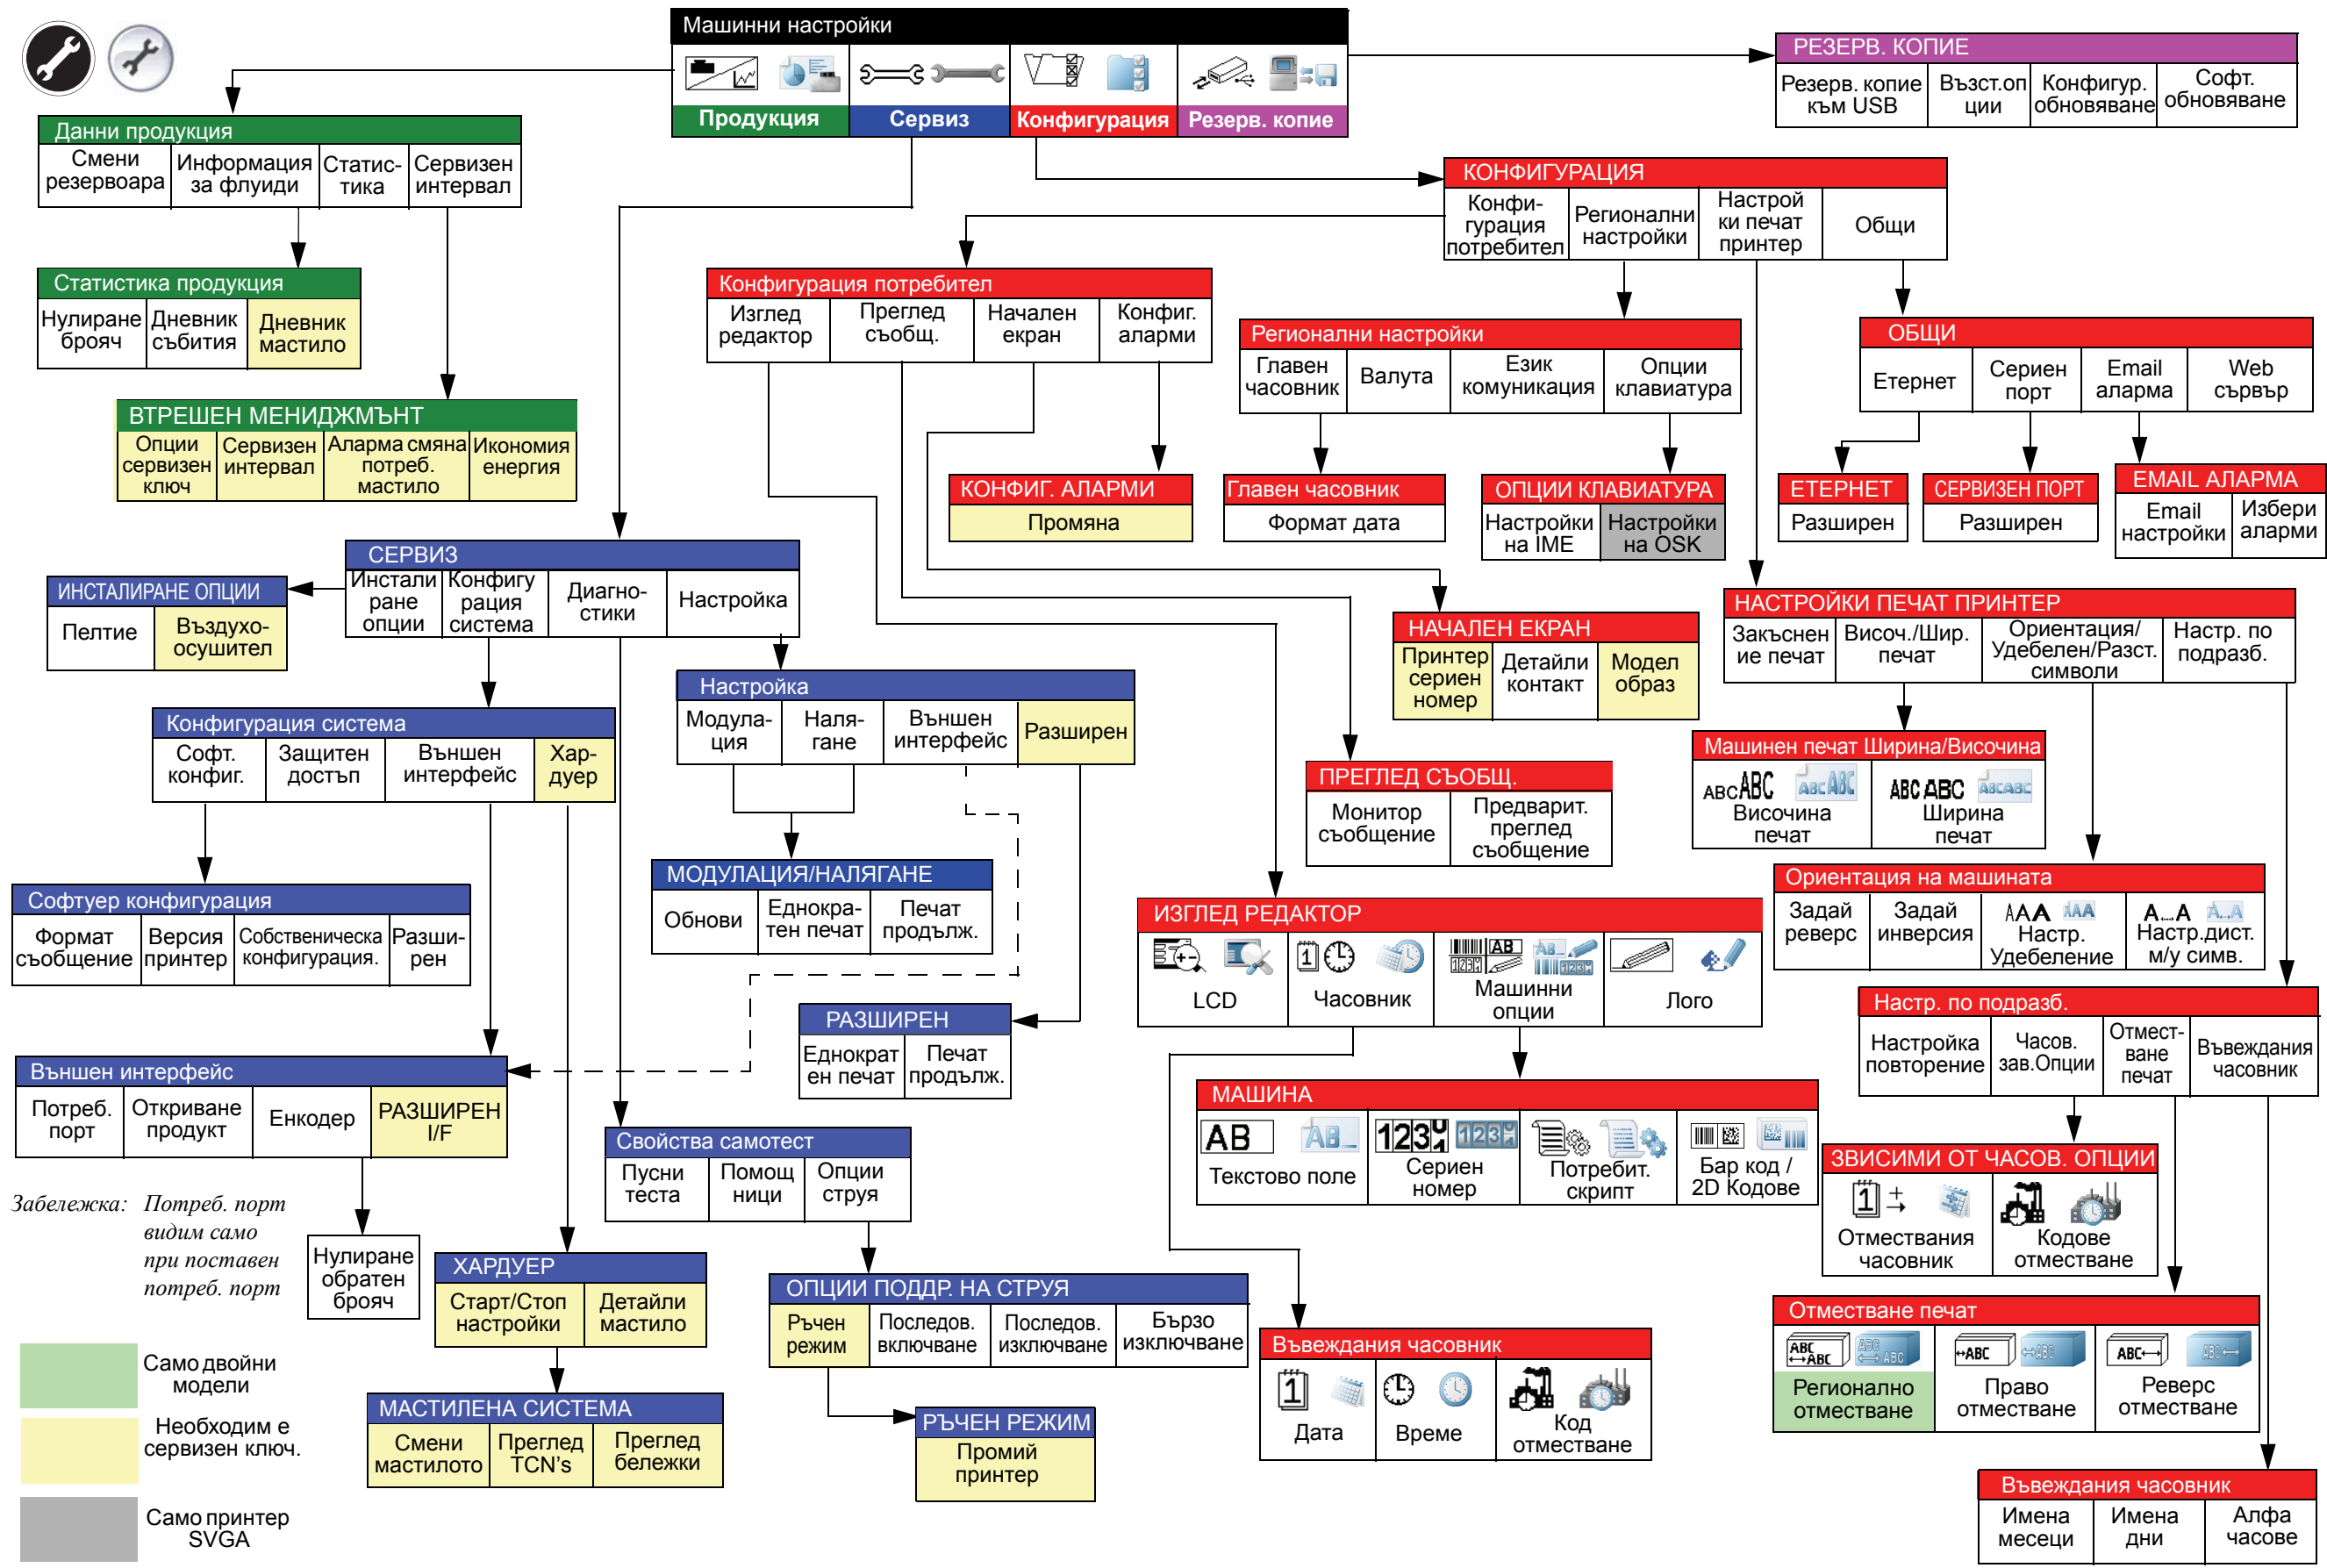 Машинни настройки
Продукция
Сервиз
Конфигурация
Резерв. копие
РЕЗЕРВ. КОПИЕ
Резерв. копие
към USB
Възст.оп
ции
Конфигур.
обновяване
Софт.
обновяване
Данни продукция
Смени
резервоара
Информация
за флуиди
Статис-
тика
Сервизен
интервал
КОНФИГУРАЦИЯ
Конфи-
гурация
потребител
Регионални
настройки
Настрой
ки печат
принтер
Общи
Статистика продукция
Нулиране
брояч
Дневник
събития
Дневник
мастило
Конфигурация потребител
Изглед
редактор
Преглед
съобщ.
Начален
екран
Конфиг.
аларми
Регионални настройки
Главен
часовник
Валута
Език
комуникация
Опции
клавиатура
ОБЩИ
Етернет
Сериен
порт
Email
аларма
Web
сървър
ВТРЕШЕН МЕНИДЖМЪНТ
Опции
сервизен
ключ
Сервизен
интервал
Аларма смяна
потреб.
мастило
Икономия
енергия
КОНФИГ. АЛАРМИ
Промяна
Главен часовник
Формат дата
ОПЦИИ КЛАВИАТУРА
Настройки
на IME
Настройки
на OSK
ЕТЕРНЕТ
Разширен
СЕРВИЗЕН ПОРТ
Разширен
EMAIL АЛАРМА
Email
настройки
Избери
аларми
СЕРВИЗ
Инстали
ране
опции
Конфигу
рация
система
Диагно-
стики
Настройка
ИНСТАЛИРАНЕ ОПЦИИ
Пелтие
Въздухо-
осушител
НАЧАЛЕН ЕКРАН
Принтер
сериен
номер
Детайли
контакт
Модел
образ
НАСТРОЙКИ ПЕЧАТ ПРИНТЕР
Закъснен
ие печат
Височ./Шир.
печат
Ориентация/
Удебелен/Разст.
символи
Настр. по
подразб.
Настройка
Модула-
ция
Наля-
гане
Външен
интерфейс
Разширен
Конфигурация система
Софт.
конфиг.
Защитен
достъп
Външен
интерфейс
Хар-
дуер
Машинен печат Ширина/Височина
ABCABC
ABCABC
Височина
печат
ABC ABC
ABCABC
Ширина
печат
ПРЕГЛЕД СЪОБЩ.
Монитор
съобщение
Предварит.
преглед
съобщение
МОДУЛАЦИЯ/НАЛЯГАНЕ
Обнови
Еднокра-
тен печат
Печат
продълж.
Ориентация на машината
Задай
реверс
Задай
инверсия
AAA AAA
Настр.
Удебеление
A...A A...A
Настр.дист.
м/у симв.
Софтуер конфигурация
Формат
съобщение
Версия
принтер
Собственическа
конфигурация.
Разши-
рен
ИЗГЛЕД РЕДАКТОР
LCD
Часовник
Машинни
опции
Лого
РАЗШИРЕН
Еднократ
ен печат
Печат
продълж.
Настр. по подразб.
Настройка
повторение
Часов.
зав.Опции
Отмест-
ване
печат
Въвеждания
часовник
Външен интерфейс
Потреб.
порт
Откриване
продукт
Енкодер
РАЗШИРЕН
I/F
МАШИНА
AB AB
Текстово поле
1234 1234
Сериен
номер
Потребит.
скрипт
Бар код /
2D Кодове
Свойства самотест
Пусни
теста
Помощ
ници
Опции
струя
ЗВИСИМИ ОТ ЧАСОВ. ОПЦИИ
Отмествания
часовник
Кодове
отместване
Забележка: Потреб. порт
видим само
при поставен
потреб. порт
Нулиране
обратен
брояч
ХАРДУЕР
Старт/Стоп
настройки
Детайли
мастило
ОПЦИИ ПОДДР. НА СТРУЯ
Ръчен
режим
Последов.
включване
Последов.
изключване
Бързо
изключване
Отместване печат
ABC
ABC
ABC
ABC
Регионално
отместване
ABC
ABC
Право
отместване
ABC
ABC
Реверс
отместване
Въвеждания часовник
1
Дата
Време
Код
отместване
Само двойни
модели
Необходим е
сервизен ключ.
Само принтер
SVGA
МАСТИЛЕНА СИСТЕМА
Смени
мастилото
Преглед
TCN's
Преглед
бележки
РЪЧЕН РЕЖИМ
Промий
принтер
Въвеждания часовник
Имена
месеци
Имена
дни
Алфа
часове